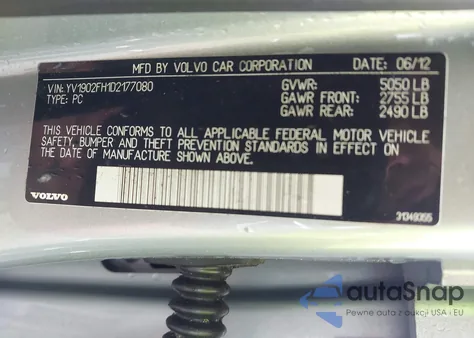 MFD BY VOLVO CAR CORPORATION DATE: 06/12
VIN: YV1902FH1D2177080 GVWR: 5050 LB
TYPE: PC GAWR FRONT: 2755 LB
GAWR REAR: 2490 LB
THIS VEHICLE CONFORMS TO ALL APPLICABLE FEDERAL MOTOR VEHICLE
SAFETY, BUMPER AND THEFT PREVENTION STANDARDS IN EFFECT ON
THE DATE OF MANUFACTURE SHOWN ABOVE.
VOLVO
31349355
autoSnap
Pewne auta z aukcji USA i EU